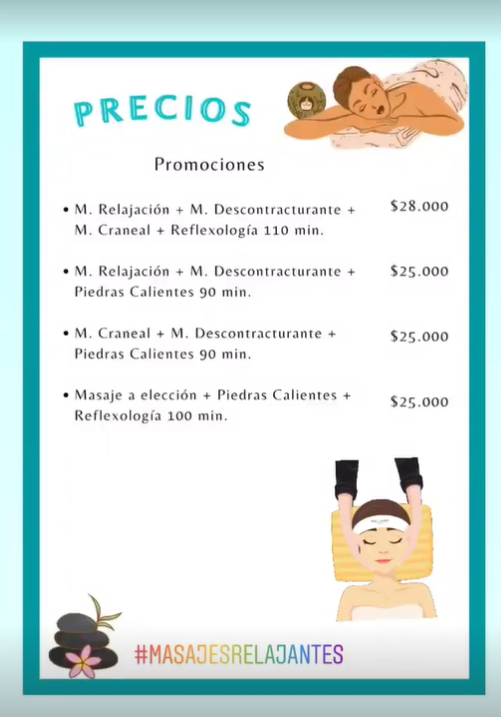 PRECIOS
Promociones
• M. Relajación + M. Descontracturante + $28.000
M. Craneal + Reflexología 110 min.
• M. Relajación + M. Descontracturante + $25.000
Piedras Calientes 90 min.
• M. Craneal + M. Descontracturante + $25.000
Piedras Calientes 90 min.
• Masaje a elección + Piedras Calientes + $25.000
Reflexología 100 min.
#MASAJESRELAJANTES